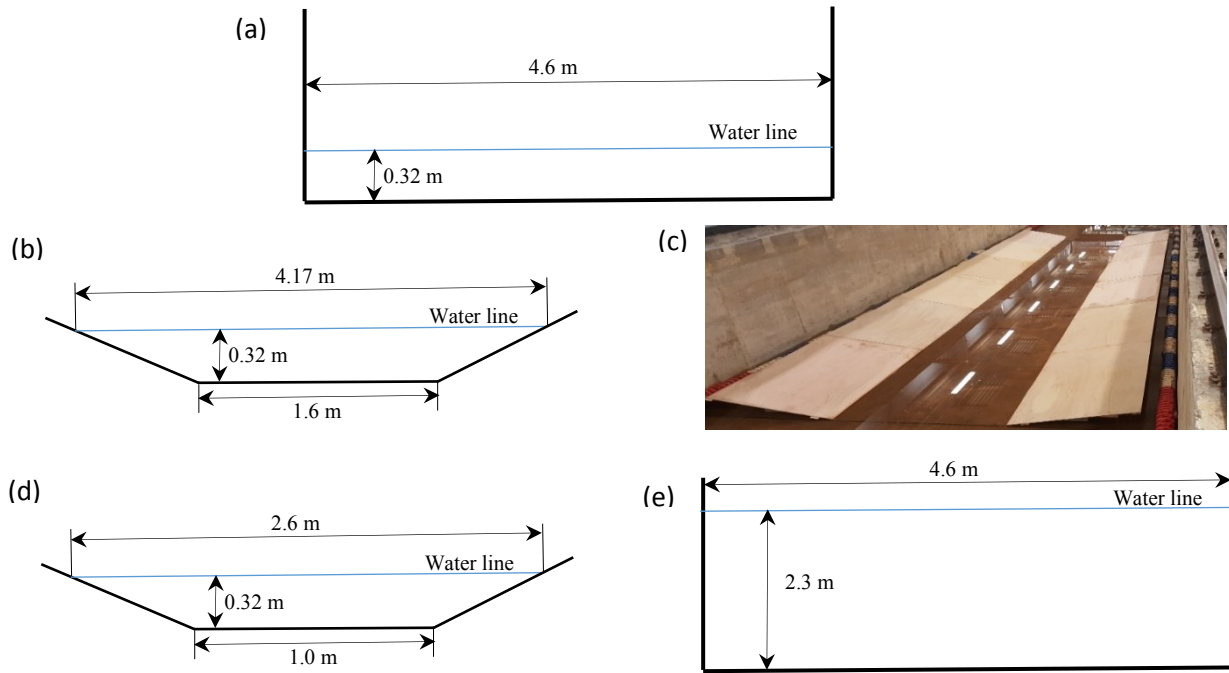 (a)
4.6 m
Water line
0.32 m
(b)
4.17 m
Water line
0.32 m
1.6 m
(c)
(d)
2.6 m
Water line
0.32 m
1.0 m
(e)
4.6 m
Water line
2.3 m